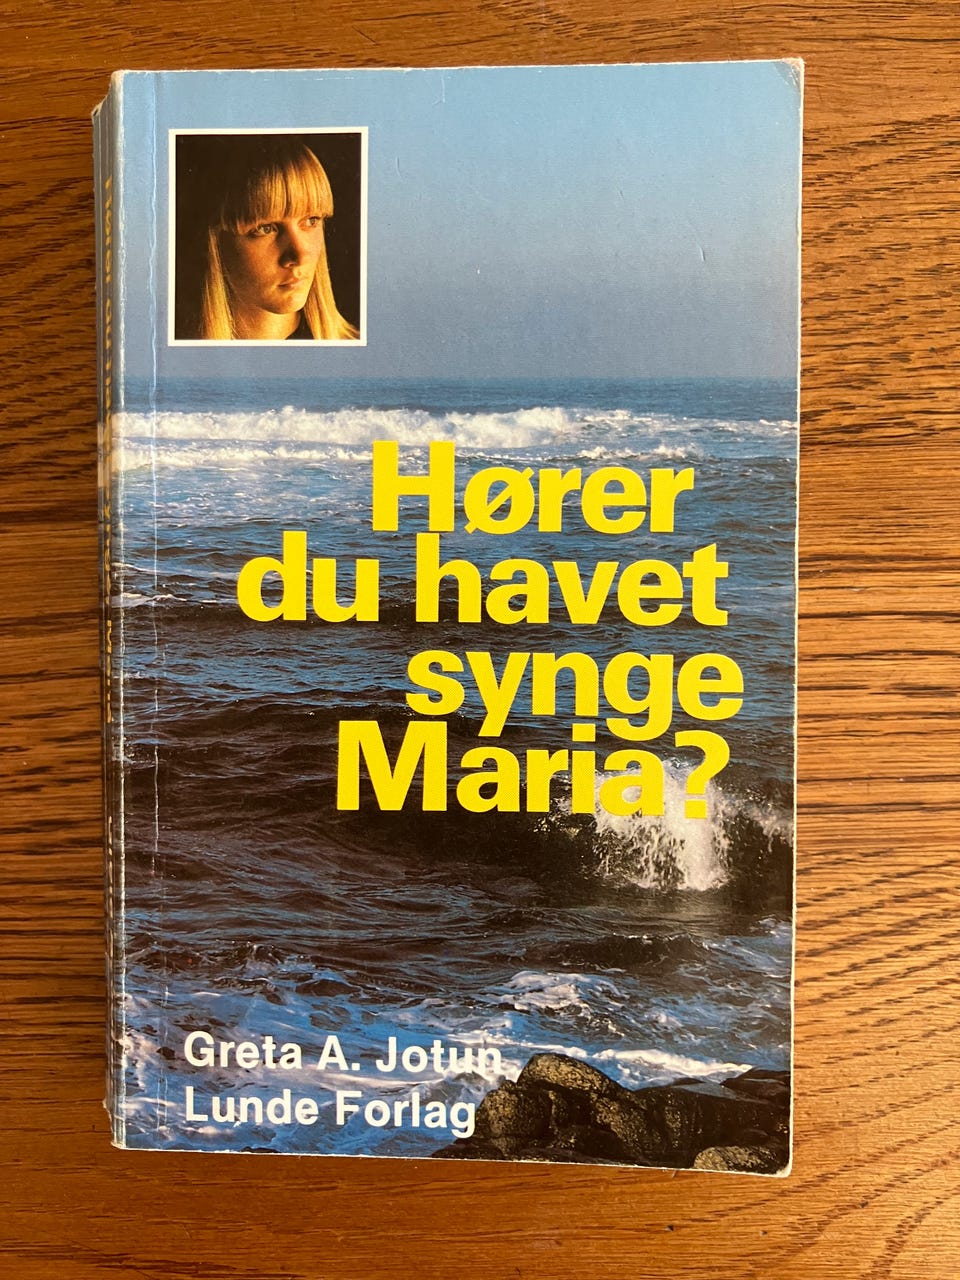 Hører
du havet
synge
Maria?
Greta A. Jotun
Lunde Forlag